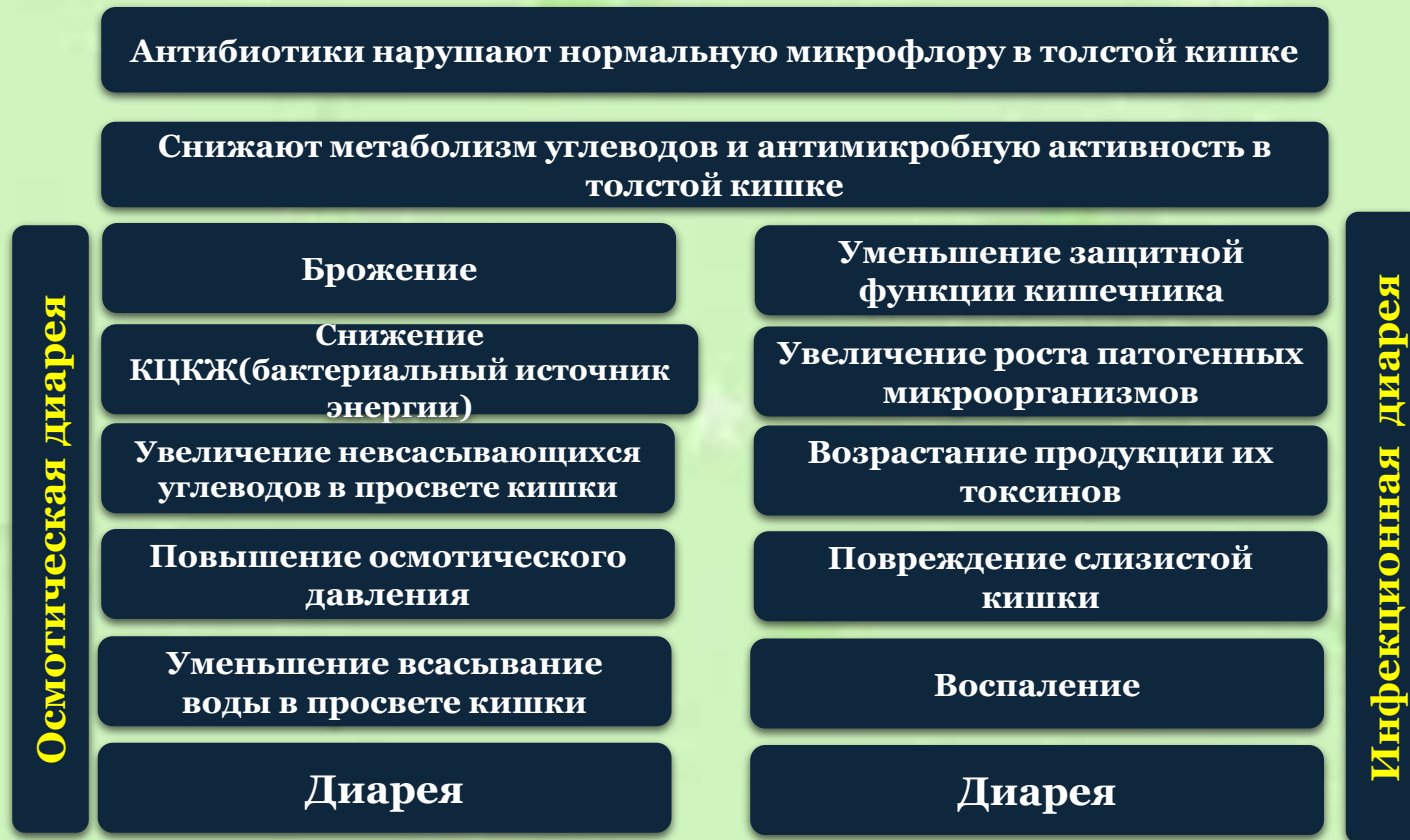 Антибиотики нарушают нормальную микрофлору в толстой кишке
Снижают метаболизм углеводов и антимикробную активность в
толстой кишке
Осмотическая диарея
Брожение
Снижение
КЦКЖ(бактериальный источник
энергии)
Увеличение невсасывающихся
углеводов в просвете кишки
Повышение осмотического
давления
Уменьшение всасывание
воды в просвете кишки
Диарея
Уменьшение защитной
функции кишечника
Увеличение роста патогенных
микроорганизмов
Возрастание продукции их
токсинов
Повреждение слизистой
кишки
Воспаление
Диарея
Инфекционная диарея